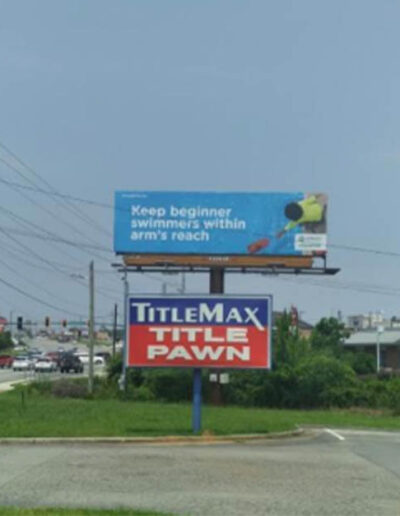 Keep beginner
swimmers within
arm's reach
TITLEMAX
TITLE
PAWN